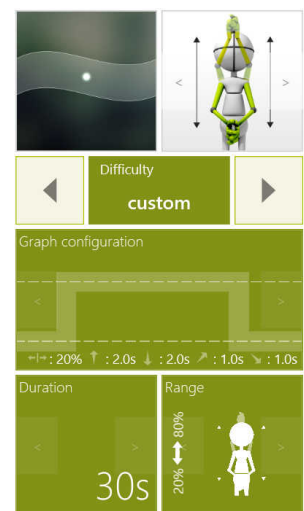 Difficulty
custom
Graph configuration
: 20% : 2.0s : 2.0s : 1.0s : 1.0s
Duration
30s
Range
20% 80%